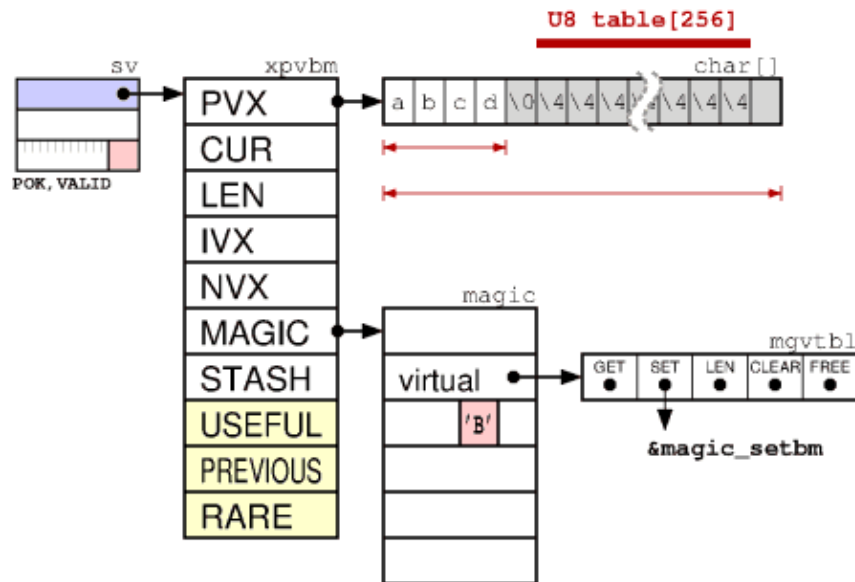 U8 table[256]
sv
xpvbm
char[]
PVX
a b c d \0 \4 \4 \4 \4 \4 \4 \4
CUR
POK,VALID
LEN
IVX
NVX
magic
MAGIC
mgvtbl
STASH
virtual
GET SET LEN CLEAR FREE
USEFUL
'B'
&magic_setbm
PREVIOUS
RARE